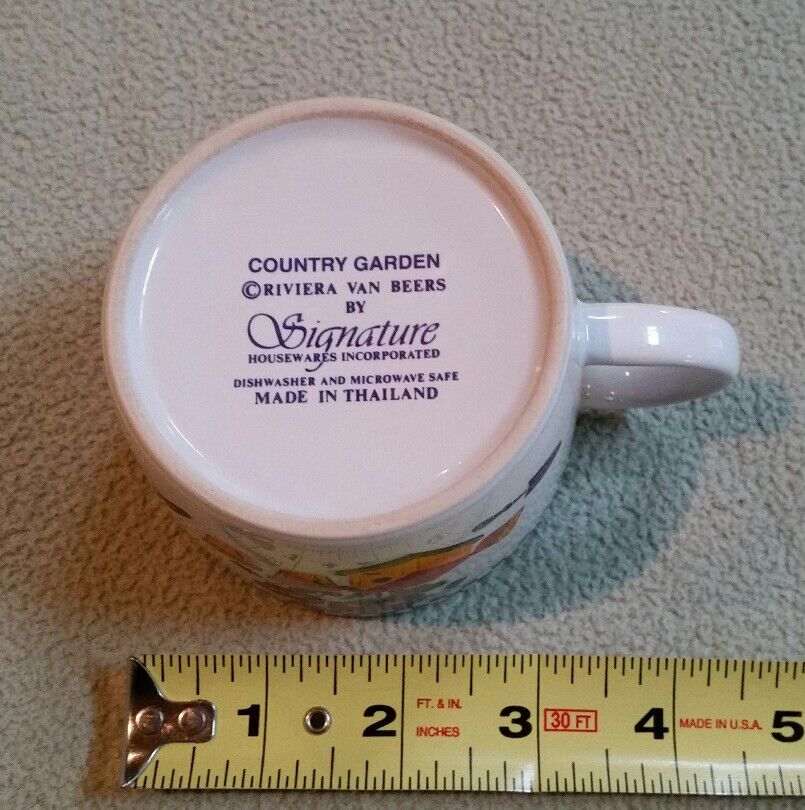 COUNTRY GARDEN
©RIVIERA VAN BEERS
BY
Signature
HOUSEWARES INCORPORATED
DISHWASHER AND MICROWAVE SAFE
MADE IN THAILAND
1 2 FT. & IN. INCHES 3 30 FT 4 MADE IN U.S.A. 5